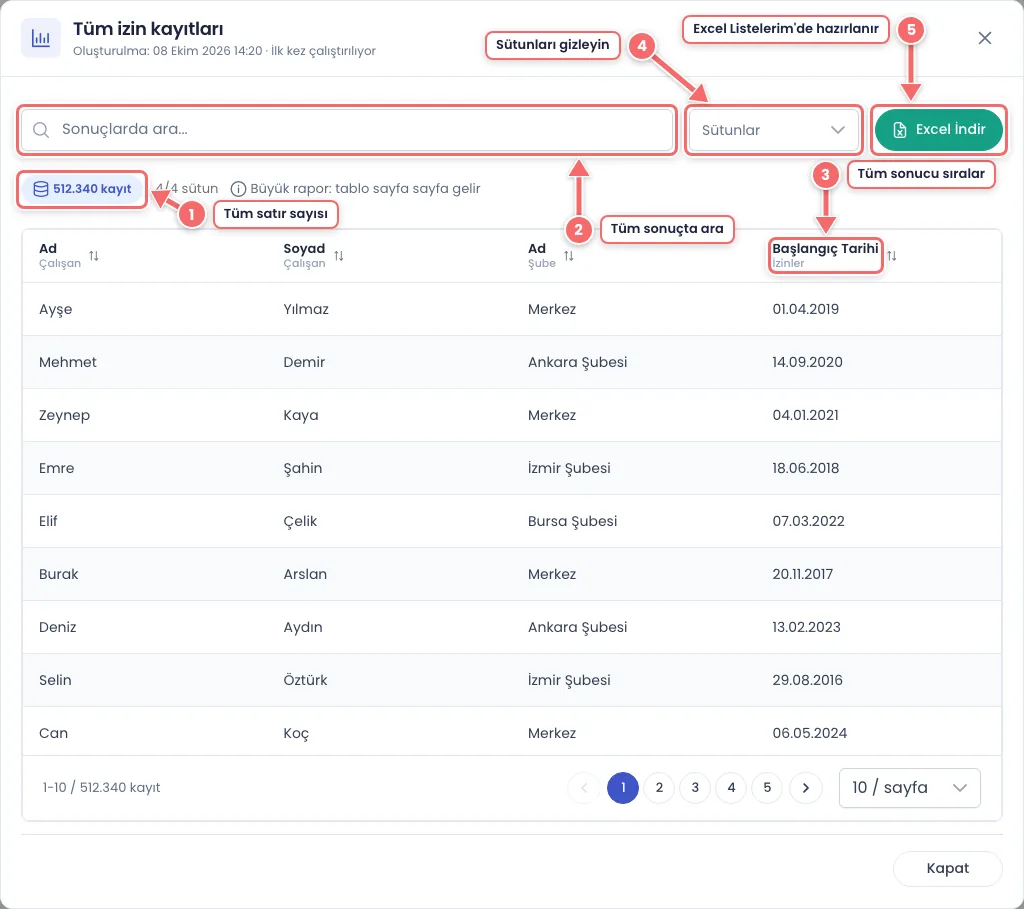 Tüm izin kayıtları
Oluşturulma: 08 Ekim 2026 14:20 · İlk kez çalıştırılıyor
Sütunları gizleyin
4
Excel Listelerim'de hazırlanır
5
Sonuçlarda ara...
Sütunlar
Excel İndir
512.340 kayıt
4/4 sütun
Büyük rapor: tablo sayfa sayfa gelir
1
Tüm satır sayısı
2
Tüm sonuçta ara
3
Tüm sonucu sıralar
Ad
Çalışan
Soyad
Çalışan
Ad
Şube
Başlangıç Tarihi
İzinler
Ayşe Yılmaz Merkez 01.04.2019
Mehmet Demir Ankara Şubesi 14.09.2020
Zeynep Kaya Merkez 04.01.2021
Emre Şahin İzmir Şubesi 18.06.2018
Elif Çelik Bursa Şubesi 07.03.2022
Burak Arslan Merkez 20.11.2017
Deniz Aydın Ankara Şubesi 13.02.2023
Selin Öztürk İzmir Şubesi 29.08.2016
Can Koç Merkez 06.05.2024
1-10 / 512.340 kayıt
1 2 3 4 5
10 / sayfa
Kapat